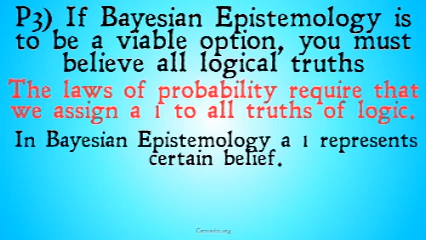 P3) If Bayesian Epistemology is
to be a viable option, you must
believe all logical truths
The laws of probability require that
we assign a 1 to all truths of logic.
In Bayesian Epistemology a 1 represents
certain belief.